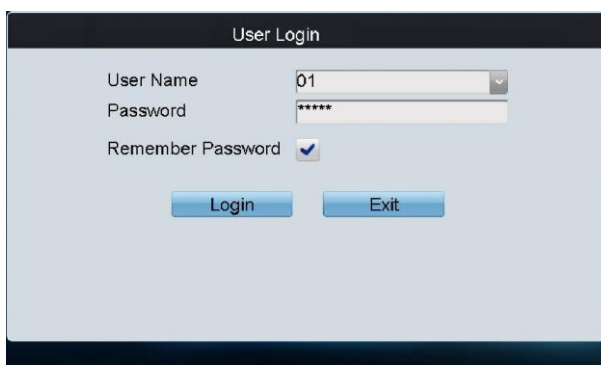 User Login
User Name 01
Password *****
Remember Password
Login Exit